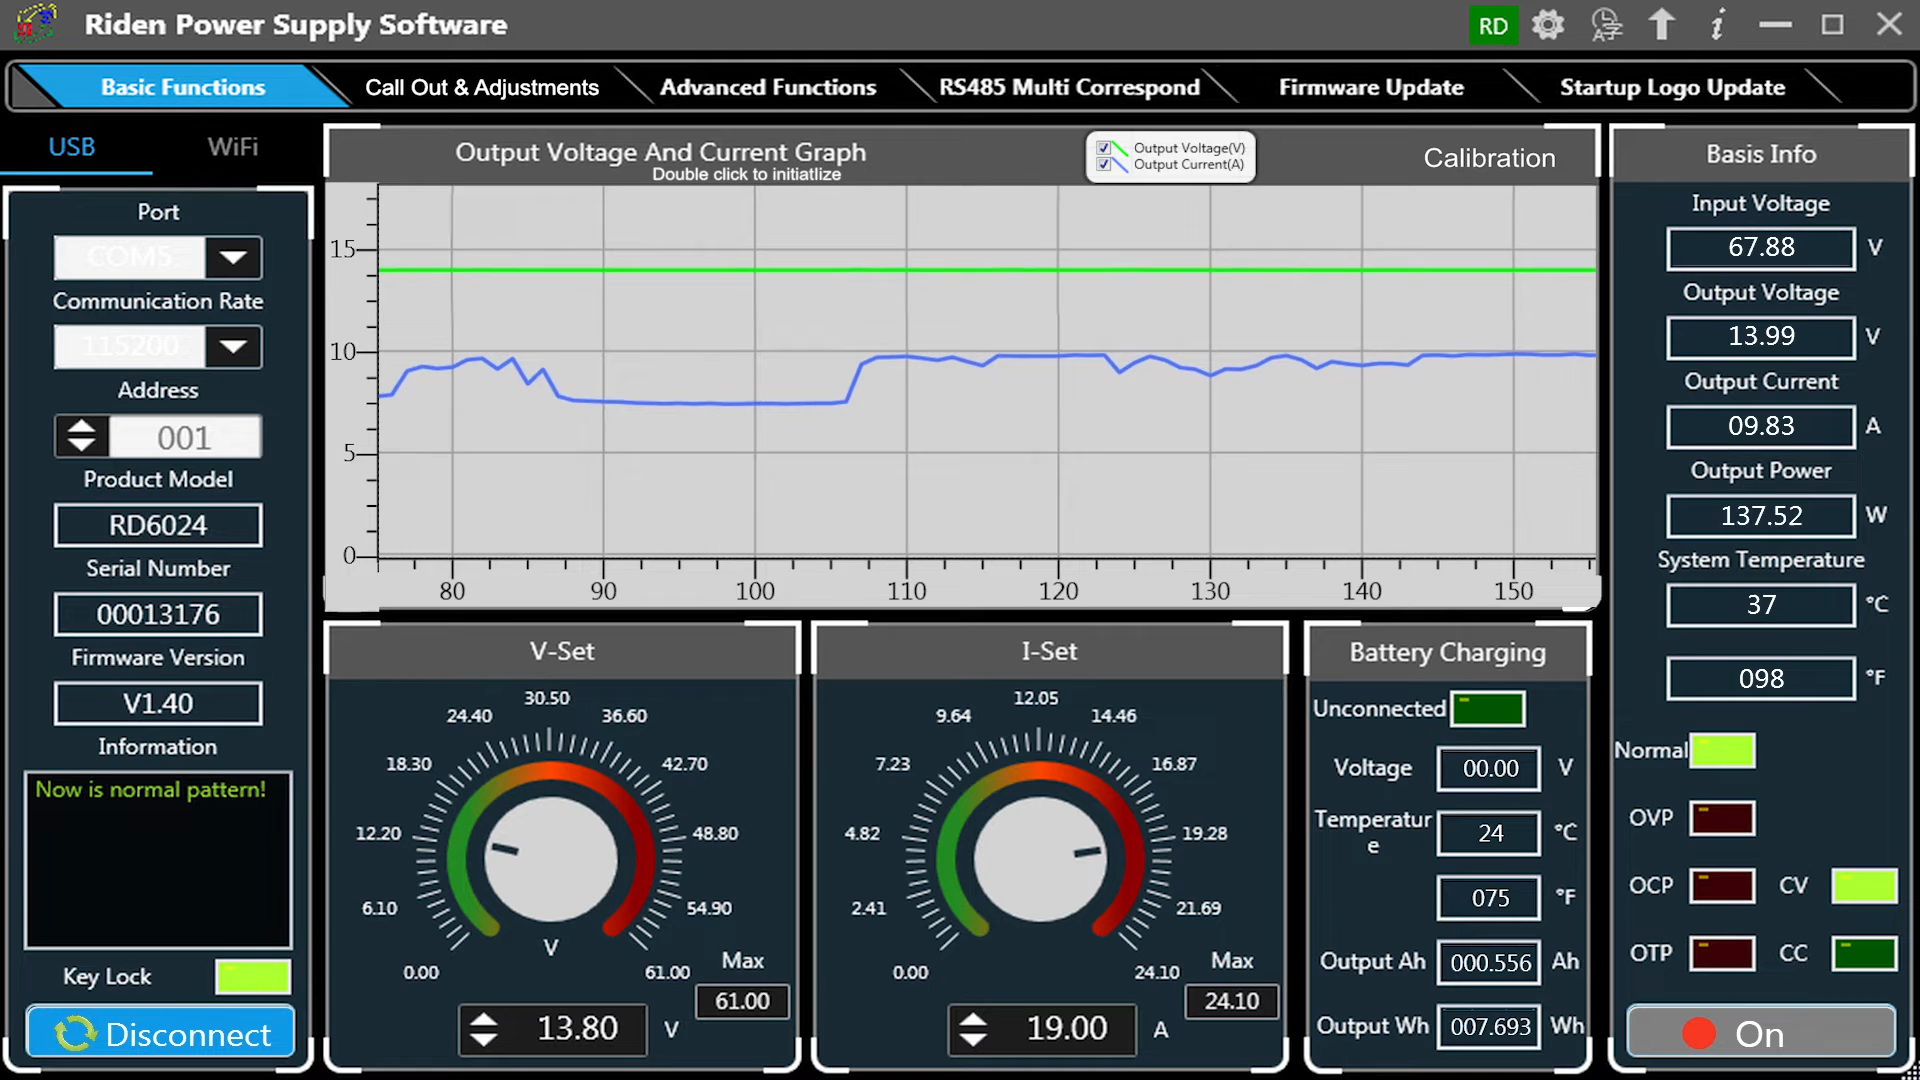 Riden Power Supply Software
RD
Basic Functions
Call Out & Adjustments
Advanced Functions
RS485 Multi Correspond
Firmware Update
Startup Logo Update
USB
WiFi
Port
COM5
Communication Rate
115200
Address
001
Product Model
RD6024
Serial Number
00013176
Firmware Version
V1.40
Information
Now is normal pattern!
Key Lock
Disconnect
Output Voltage And Current Graph
Double click to initiatlize
Output Voltage(V)
Output Current(A)
Calibration
15
10
5
0
80 90 100 110 120 130 140 150
V-Set
30.50
24.40 36.60
18.30 42.70
12.20 48.80
6.10 54.90
V
0.00 61.00
Max
61.00
13.80 V
I-Set
12.05
9.64 14.46
7.23 16.87
4.82 19.28
2.41 21.69
0.00 24.10
Max
24.10
19.00 A
Battery Charging
Unconnected
Voltage 00.00 V
Temperatur
e
24 °C
075 °F
Output Ah 000.556 Ah
Output Wh 007.693 Wh
Basis Info
Input Voltage
67.88 V
Output Voltage
13.99 V
Output Current
09.83 A
Output Power
137.52 W
System Temperature
37 °C
098 °F
Normal
OVP
OCP CV
OTP CC
On